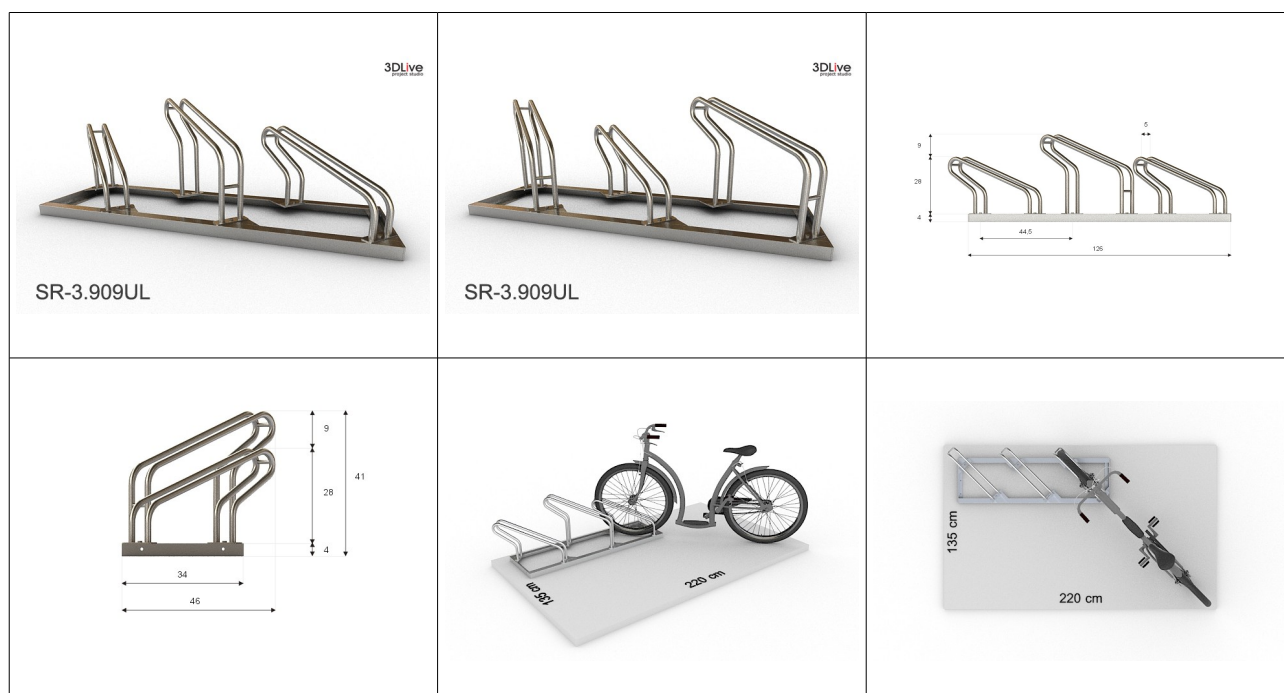 3DLive
project studio
SR-3.909UL
3DLive
project studio
SR-3.909UL
5
9
28
4
44,5
126
9
28
4
41
34
46
135 cm
220 cm
135 cm
220 cm